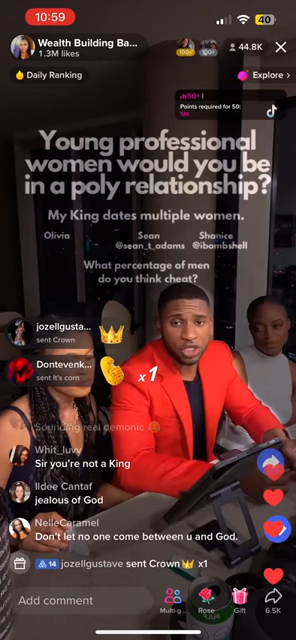 10:59
40
Wealth Building Ba...
1.3M likes
100+
100+
44.8K
Daily Ranking
Explore >
50+
Points required for 50:
Young professional
women would you be
in a poly relationship?
My King dates multiple women.
Olivia Sean Shanice
@sean_t_adams @ibombshell
What percentage of men
do you think cheat?
jozellgusta...
sent Crown
Dontevenk...
sent It's corn
x1
Sounding real demonic
Whit_luvv
Sir you're not a King
Ildee Cantaf
jealous of God
NelleCaramel
Don't let no one come between u and God.
14 jozellgustave sent Crown x1
Add comment
Multi-g...
Rose
Gift
6.5K